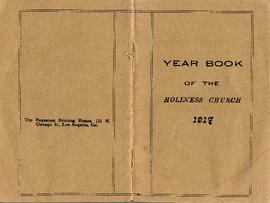 The Pentecost Printing House, 131 N.
Chicago St., Los Angeles, Cal.
YEAR BOOK
OF THE
HOLINESS CHURCH
1917